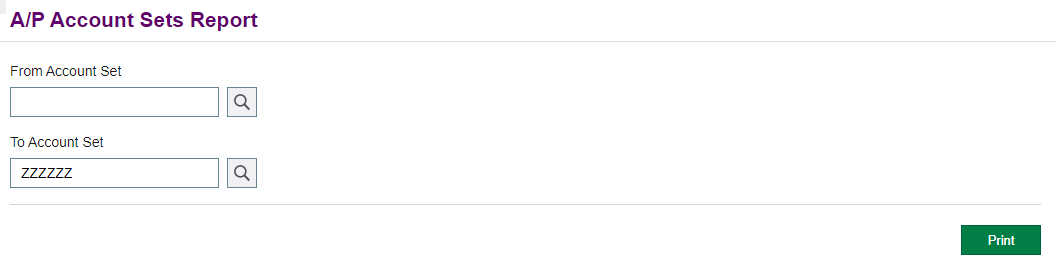 A/P Account Sets Report
From Account Set
To Account Set
ZZZZZZ
Print